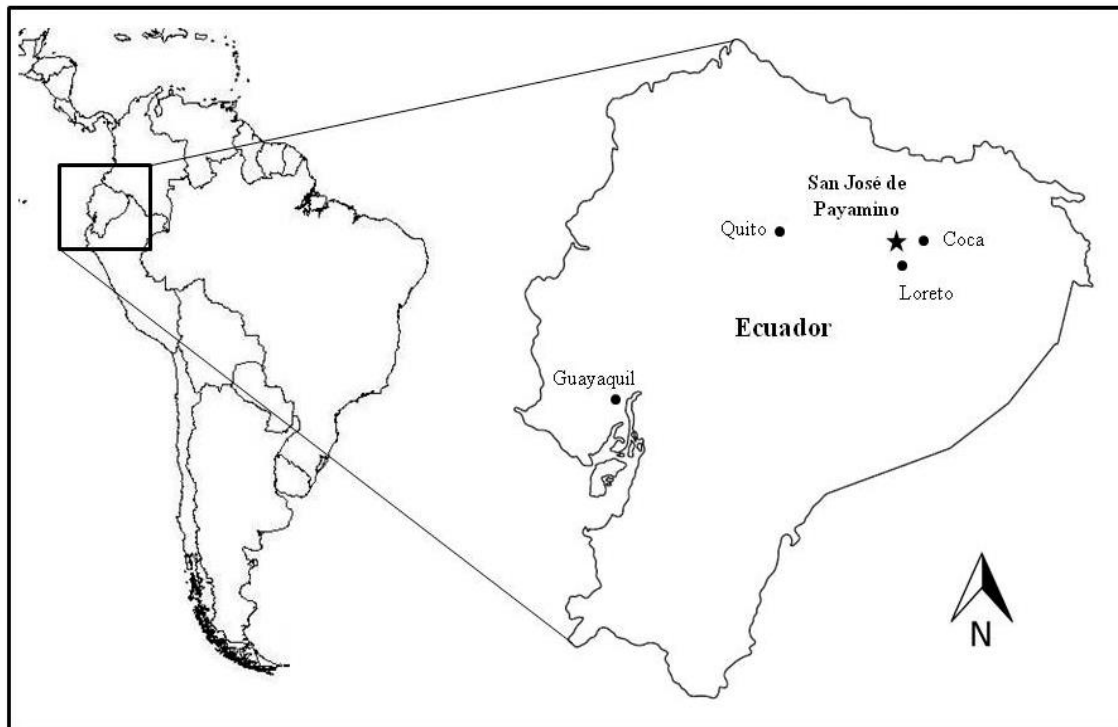 San José de
Payamino
Quito
Coca
Loreto
Ecuador
Guayaquil
N